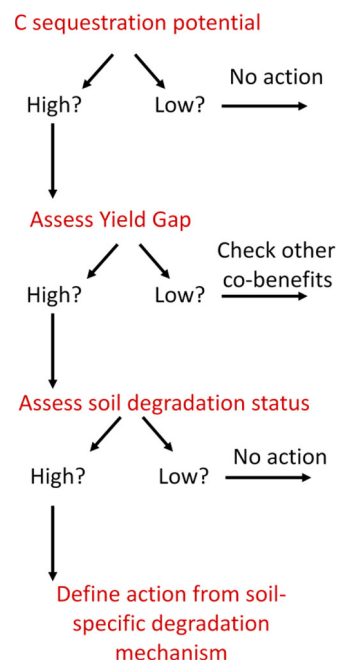 C sequestration potential
No action
High?
Low?
Assess Yield Gap
Check other
co-benefits
High?
Low?
Assess soil degradation status
No action
High?
Low?
Define action from soil-
specific degradation
mechanism